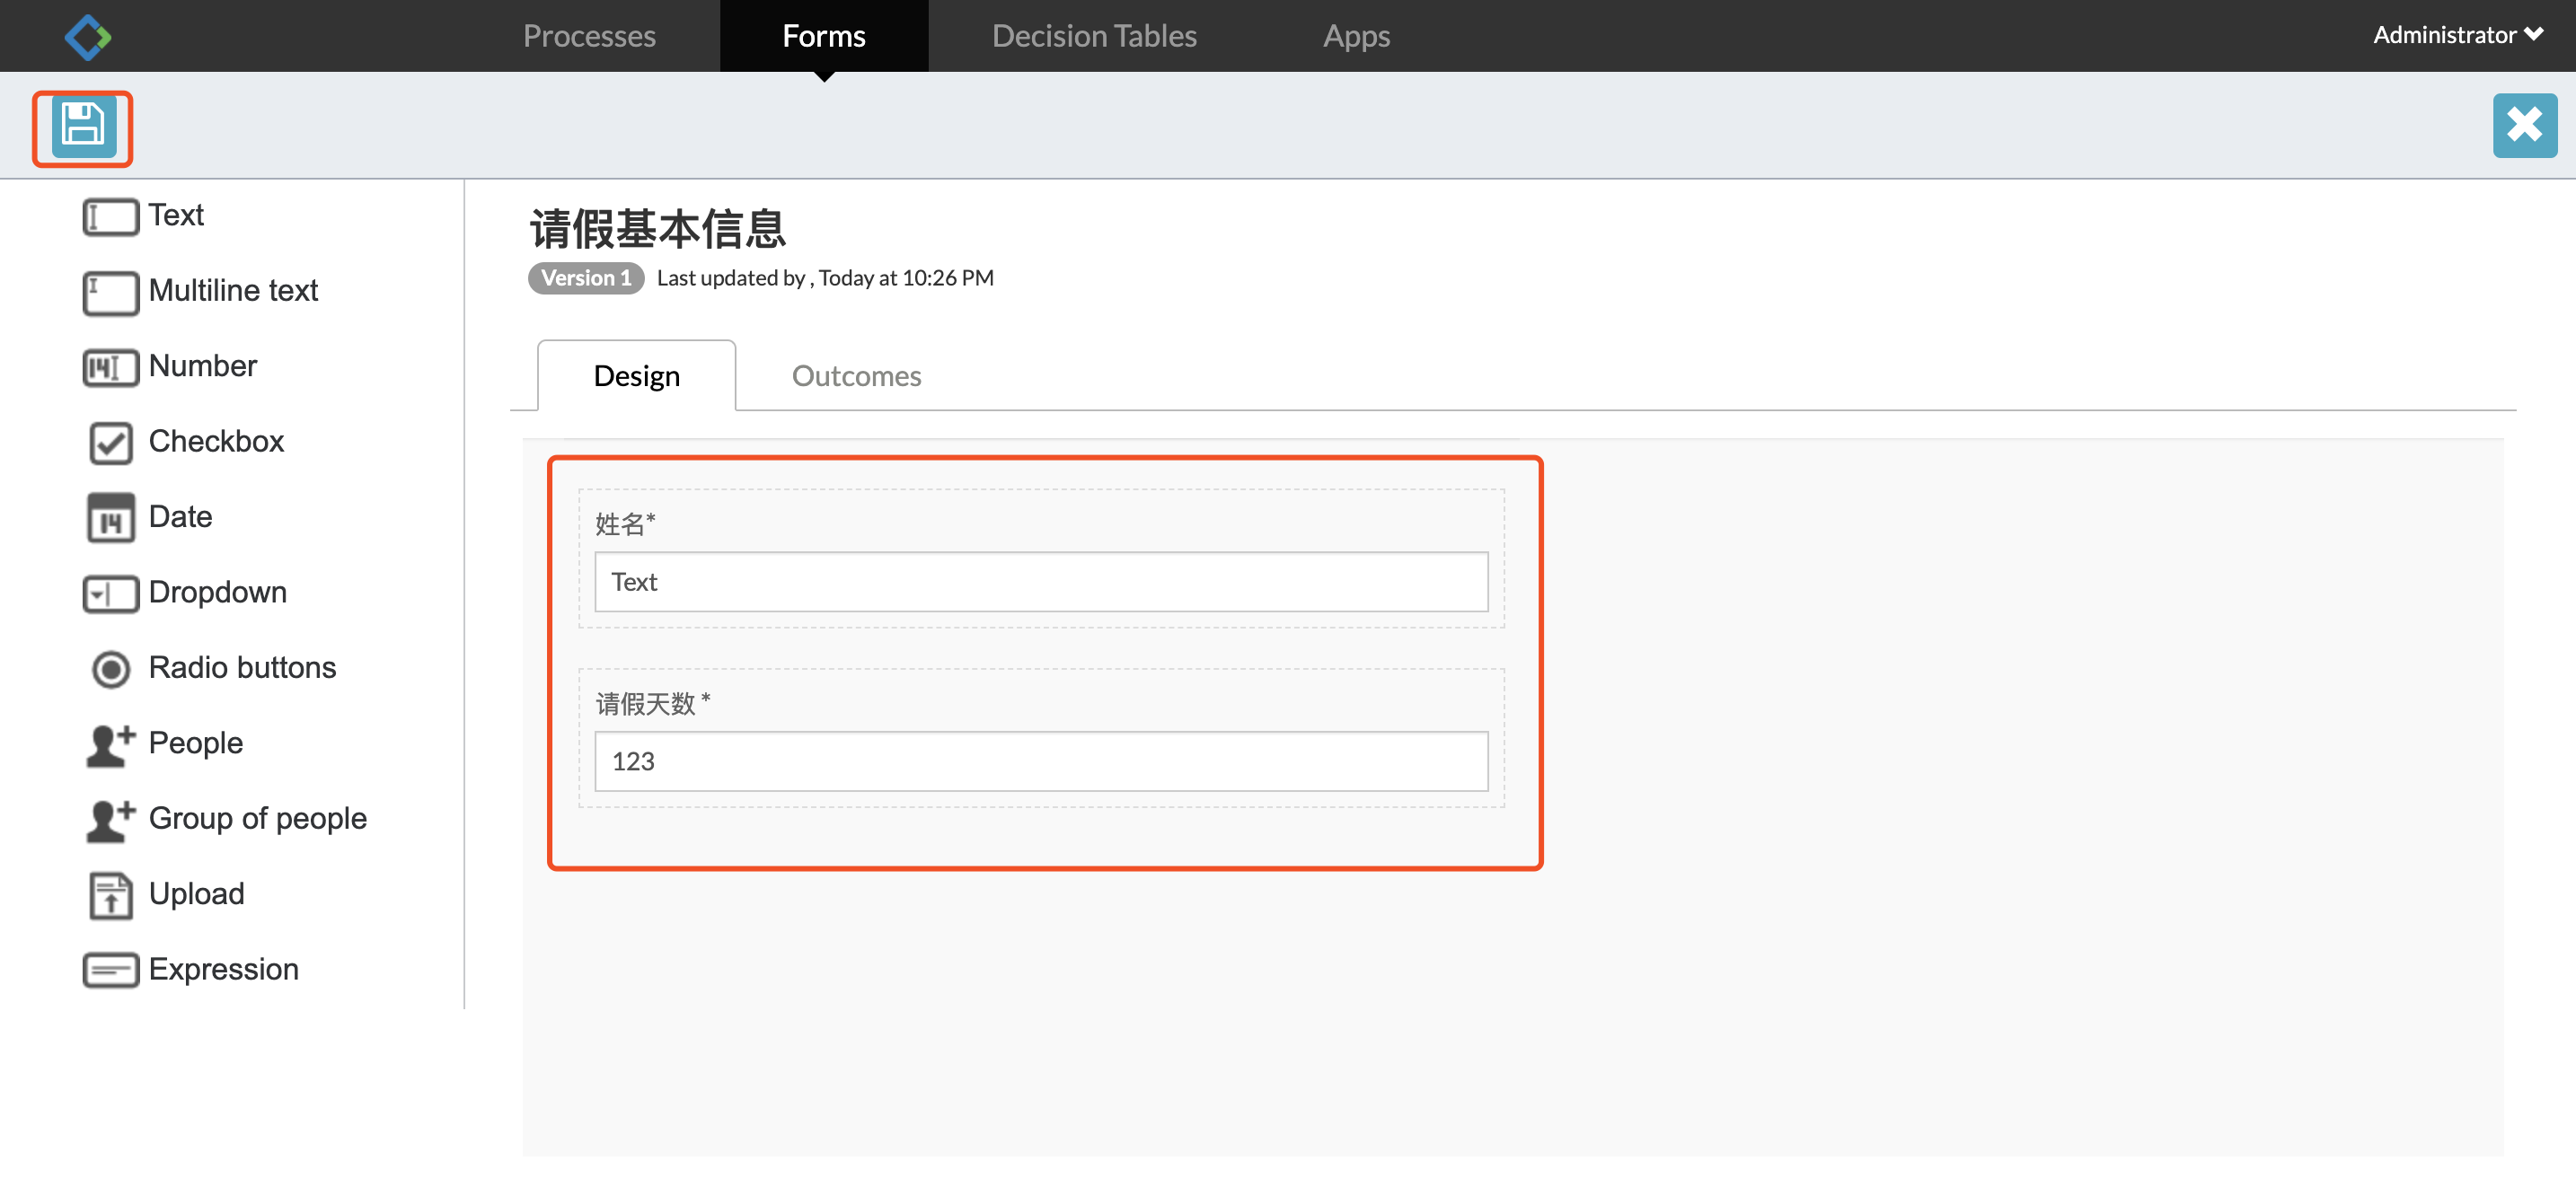 Processes
Forms
Decision Tables
Apps
Administrator
Text
Multiline text
Number
Checkbox
Date
Dropdown
Radio buttons
People
Group of people
Upload
Expression
请假基本信息
Version 1 Last updated by , Today at 10:26 PM
Design
Outcomes
姓名*
Text
请假天数 *
123